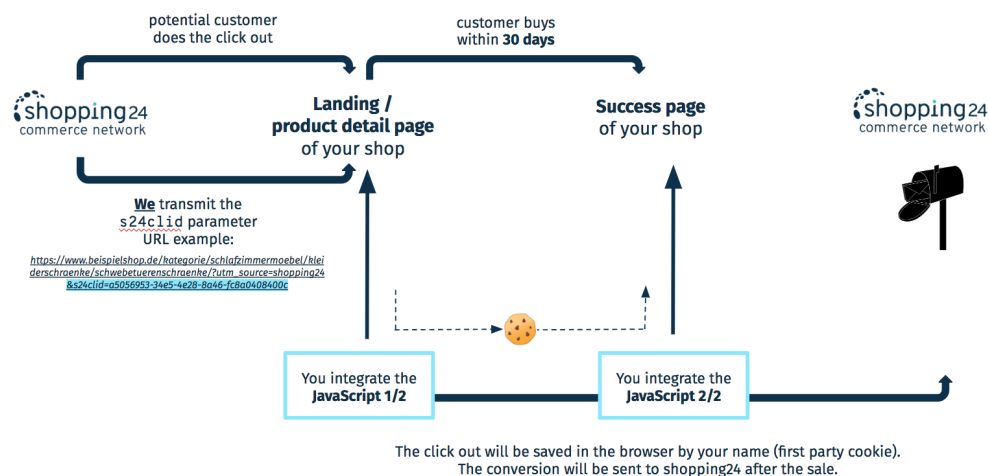 potential customer
does the click out
customer buys
within 30 days
shopping24
commerce network
Landing /
product detail page
of your shop
Success page
of your shop
shopping24
commerce network
We transmit the
s24clid parameter
URL example:
https://www.beispielshop.de/kategorie/schlafzimmermoebel/klei
derschraenke/schwebetuerenschraenke/?utm_source=shopping24
&s24clid=a5056953-34e5-4e28-8a46-fc8a0408400c
You integrate the
JavaScript 1/2
You integrate the
JavaScript 2/2
The click out will be saved in the browser by your name (first party cookie).
The conversion will be sent to shopping24 after the sale.